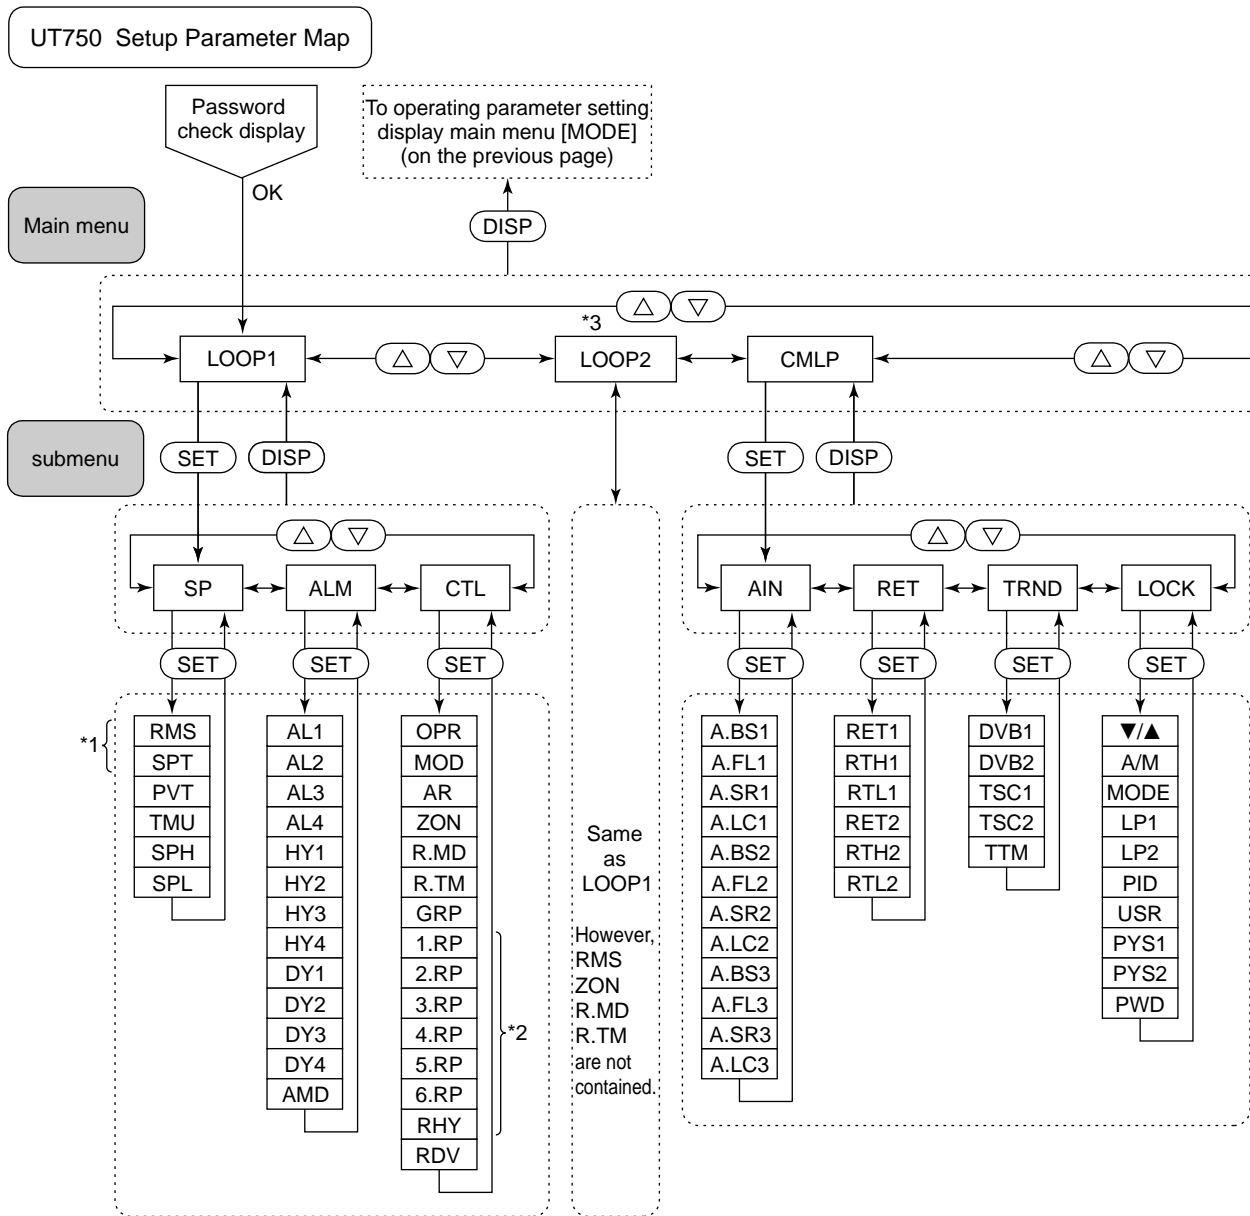 UT750 Setup Parameter Map
Password
check display
To operating parameter setting
display main menu [MODE]
(on the previous page)
OK
Main menu
DISP
△ ▽
*3
LOOP1
△ ▽
LOOP2
CMLP
△ ▽
submenu
SET
DISP
SET
DISP
△ ▽
△ ▽
SP
ALM
CTL
AIN
RET
TRND
LOCK
SET
SET
SET
SET
SET
SET
SET
*1
RMS
SPT
PVT
TMU
SPH
SPL
AL1
AL2
AL3
AL4
HY1
HY2
HY3
HY4
DY1
DY2
DY3
DY4
AMD
OPR
MOD
AR
ZON
R.MD
R.TM
GRP
1.RP
2.RP
3.RP
4.RP
5.RP
6.RP
RHY
RDV
*2
Same
as
LOOP1
However,
RMS
ZON
R.MD
R.TM
are not
contained.
A.BS1
A.FL1
A.SR1
A.LC1
A.BS2
A.FL2
A.SR2
A.LC2
A.BS3
A.FL3
A.SR3
A.LC3
RET1
RTH1
RTL1
RET2
RTH2
RTL2
DVB1
DVB2
TSC1
TSC2
TTM
▼/▲
A/M
MODE
LP1
LP2
PID
USR
PYS1
PYS2
PWD